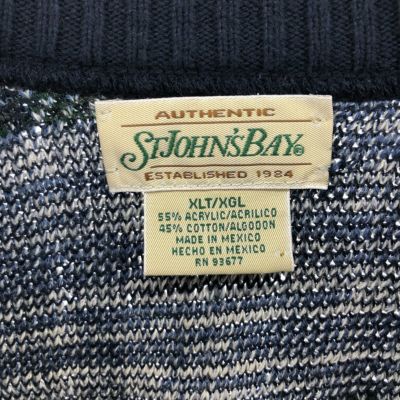 AUTHENTIC
ST.JOHN'S BAY®
ESTABLISHED 1984
XLT/XGL
55% ACRYLIC/ACRILICO
45% COTTON/ALGODON
MADE IN MEXICO
HECHO EN MEXICO
RN 93677